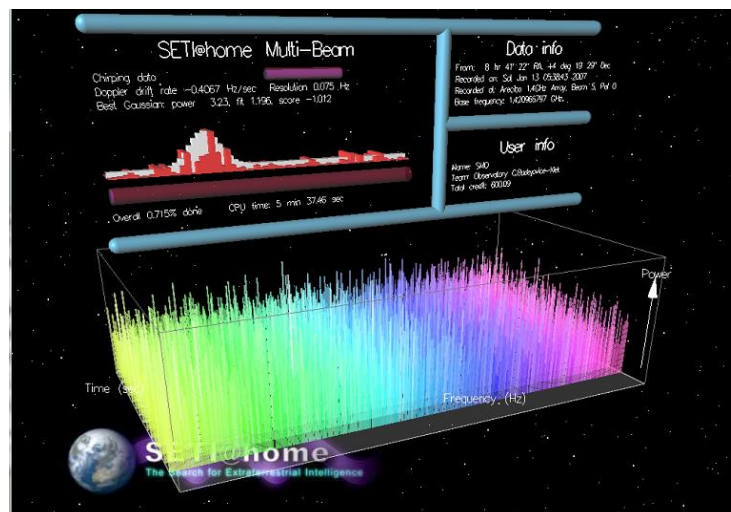 SETI@home Multi-Beam
Chirping data
Doppler drift rate -0.4067 Hz/sec Resolution 0.075 Hz
Best Gaussian: power 3.23, fit 1.196, score -1.012
Overall 0.715% done CPU time: 5 min 37.46 sec
Data info
From: 8 hr 41' 22" RA, +4 deg 19' 29" Dec
Recorded on: Sat Jan 13 05:38:43 2007
Recorded at: Arecibo 1.4GHz Array, Beam 5, Pol 0
Base frequency: 1.420965797 GHz
User info
Name: SMO
Team: Observatory C.Budejovice-Klet
Total credit: 600.09
Power
Time (sec)
Frequency (Hz)
SETI@home
The Search for Extraterrestrial Intelligence